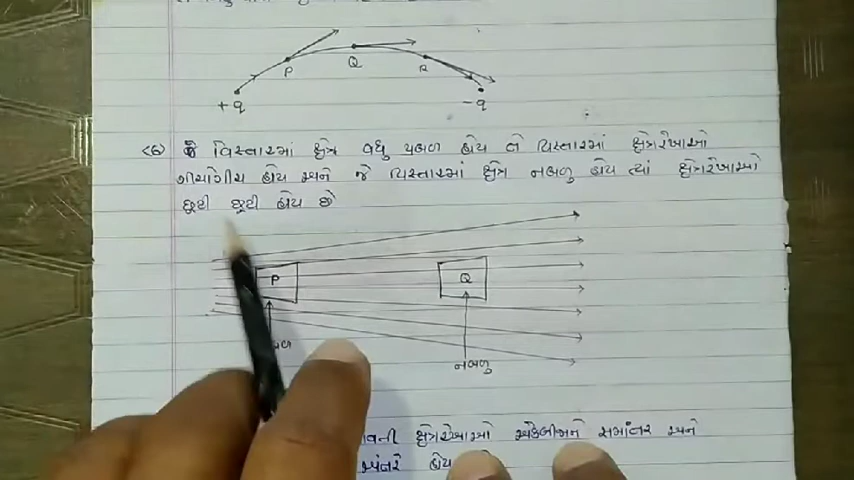 P Q R
+q -q
<6> જે વિસ્તારમાં ક્ષેત્ર વધુ પ્રબળ હોય તે વિસ્તારમાં ક્ષેત્રરેખાઓ
ગીચોગીચ હોય અને જે વિસ્તારમાં ક્ષેત્ર નબળુ હોય ત્યાં ક્ષેત્રરેખાઓ
છૂટી છૂટી હોય છે
P Q
નબળુ
ક્ષેત્રરેખાઓ એકબીજાને સમાંતર અને
અંતરે હોય